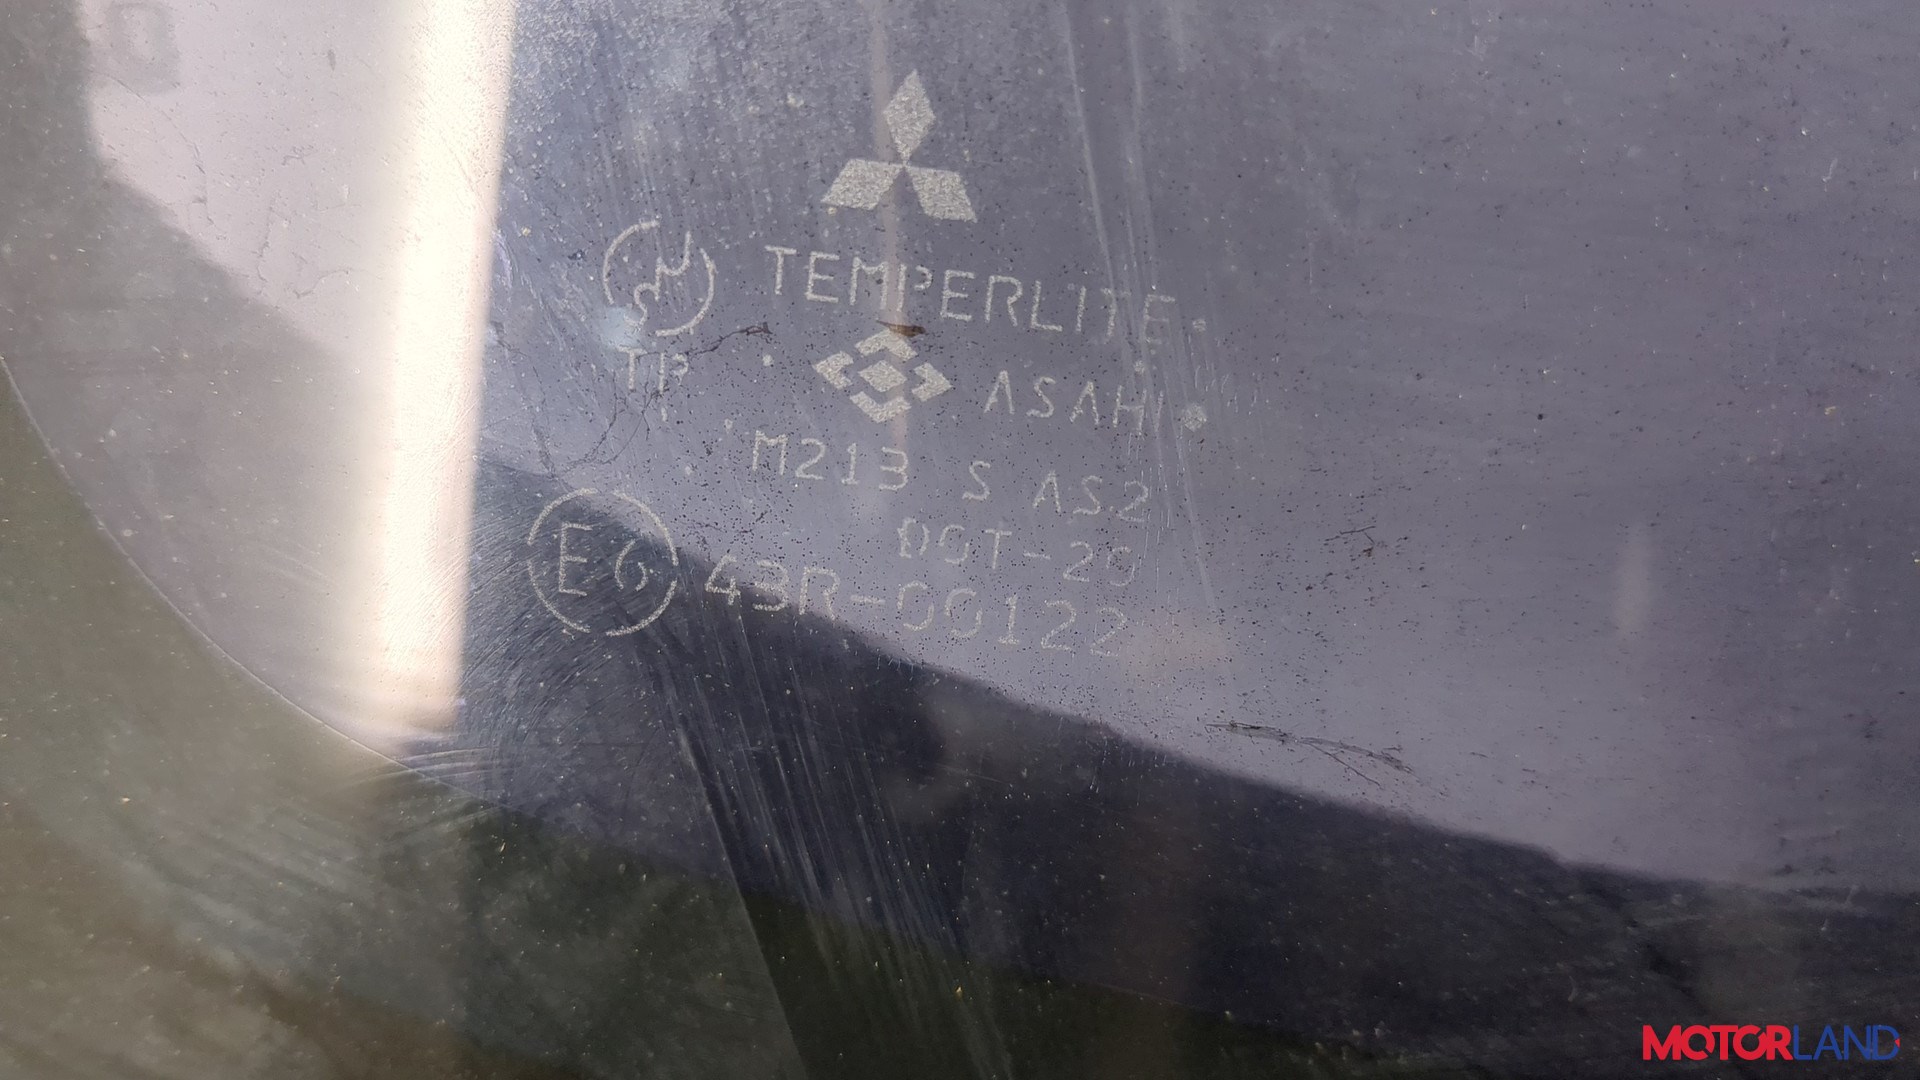 TEMPERLITE
TP
ASAHI
M213 S AS2
DOT-20
E6 43R-00122
MOTORLAND